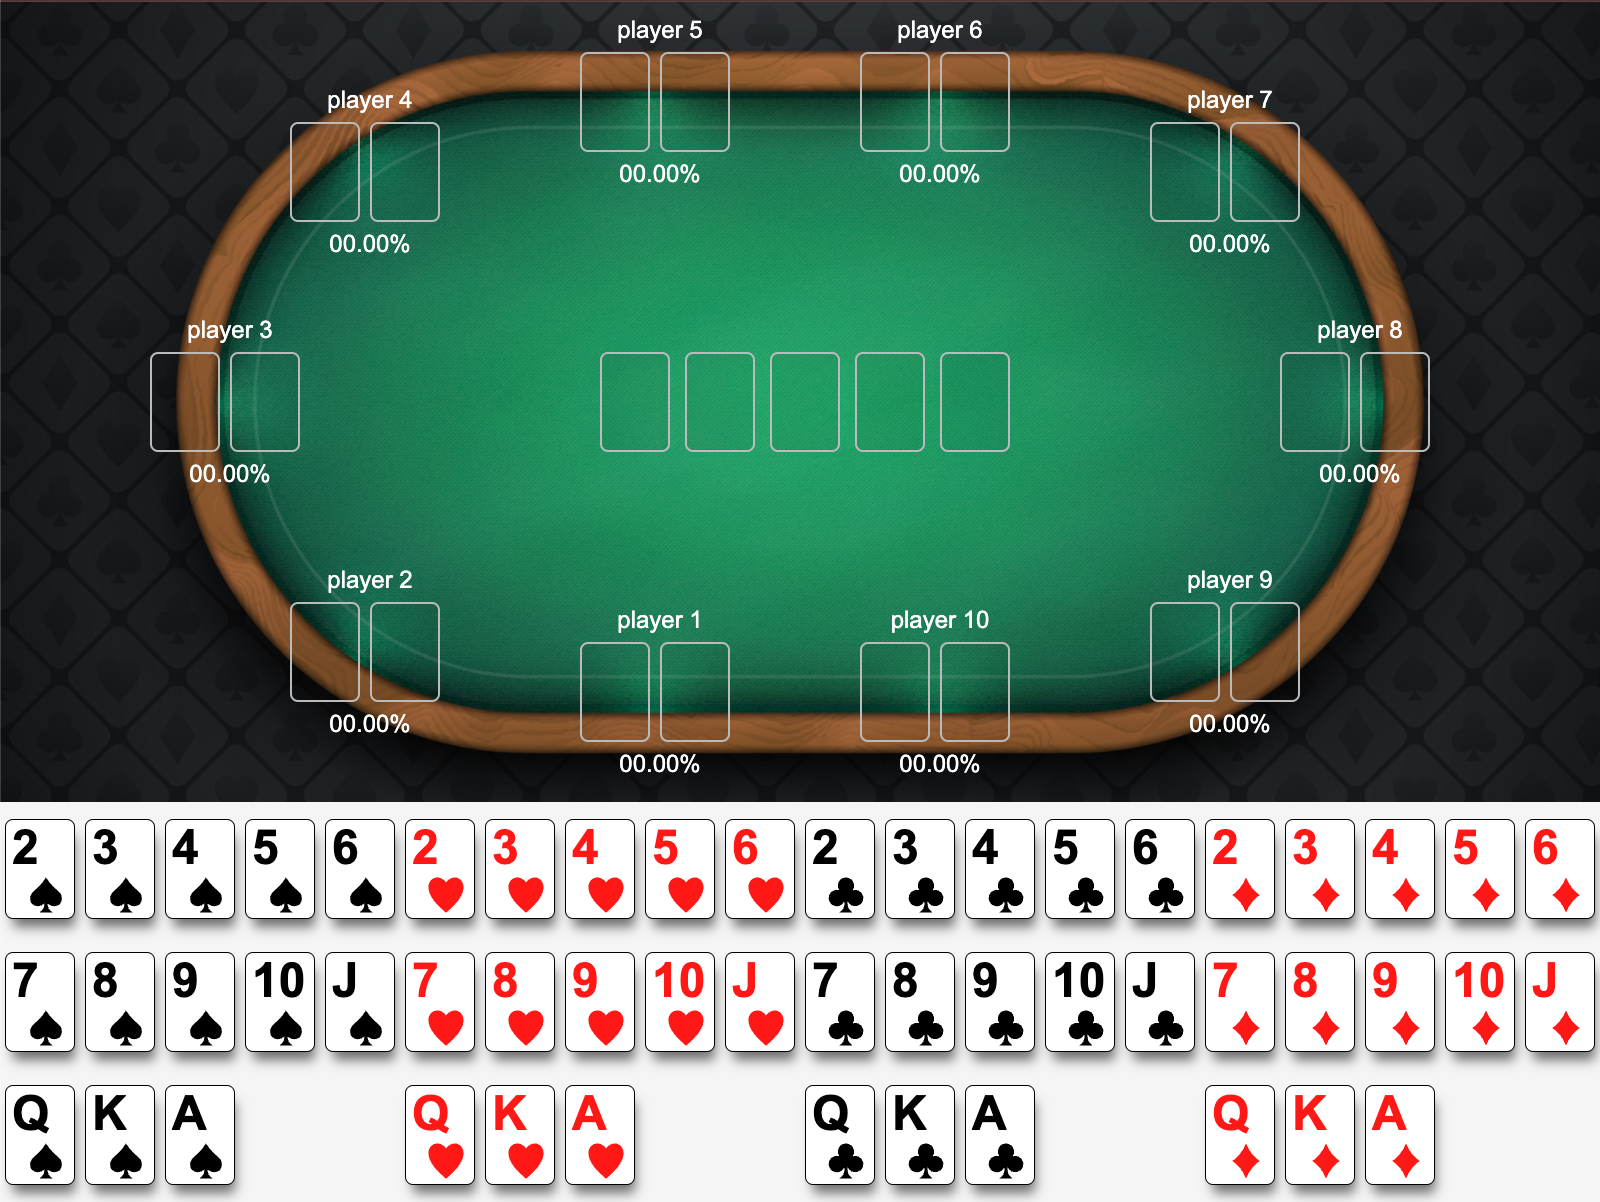 player 5
player 6
player 4
player 7
00.00%
00.00%
00.00%
00.00%
player 3
player 8
00.00%
00.00%
player 2
player 9
player 1
player 10
00.00%
00.00%
00.00%
00.00%
2 3 4 5 6 2 3 4 5 6 2 3 4 5 6 2 3 4 5 6
7 8 9 10 J 7 8 9 10 J 7 8 9 10 J 7 8 9 10 J
Q K A Q K A Q K A Q K A